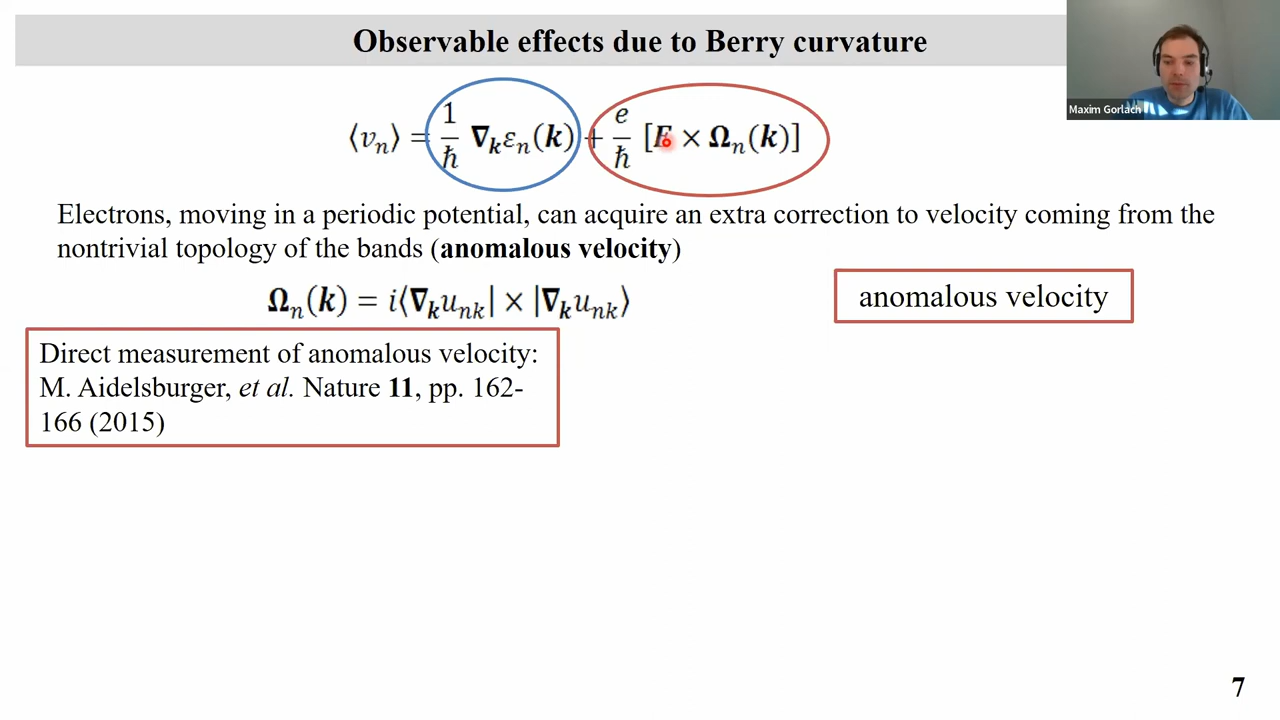 Observable effects due to Berry curvature
Maxim Gorlach
⟨vₙ⟩ = 1/ħ ∇ₖεₙ(k) + e/ħ [E × Ωₙ(k)]
Electrons, moving in a periodic potential, can acquire an extra correction to velocity coming from the
nontrivial topology of the bands (anomalous velocity)
Ωₙ(k) = i⟨∇ₖuₙₖ| × |∇ₖuₙₖ⟩
anomalous velocity
Direct measurement of anomalous velocity:
M. Aidelsburger, et al. Nature 11, pp. 162-
166 (2015)
7